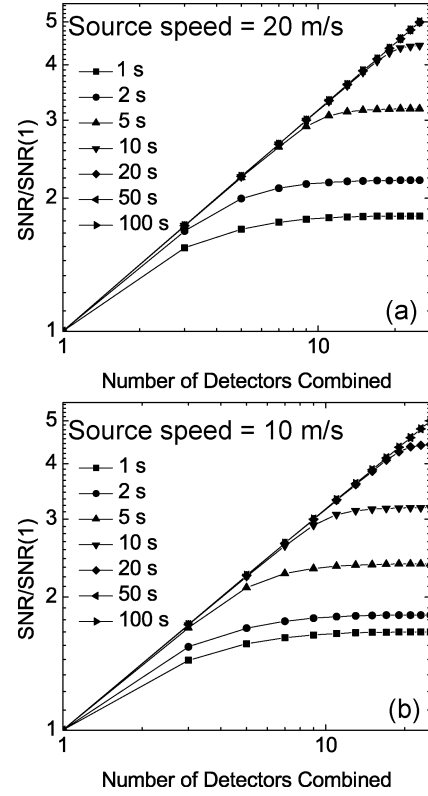 Source speed = 20 m/s
1 s
2 s
5 s
10 s
20 s
50 s
100 s
5
4
3
2
1
SNR/SNR(1)
(a)
1
10
Number of Detectors Combined
Source speed = 10 m/s
1 s
2 s
5 s
10 s
20 s
50 s
100 s
5
4
3
2
1
SNR/SNR(1)
(b)
1
10
Number of Detectors Combined